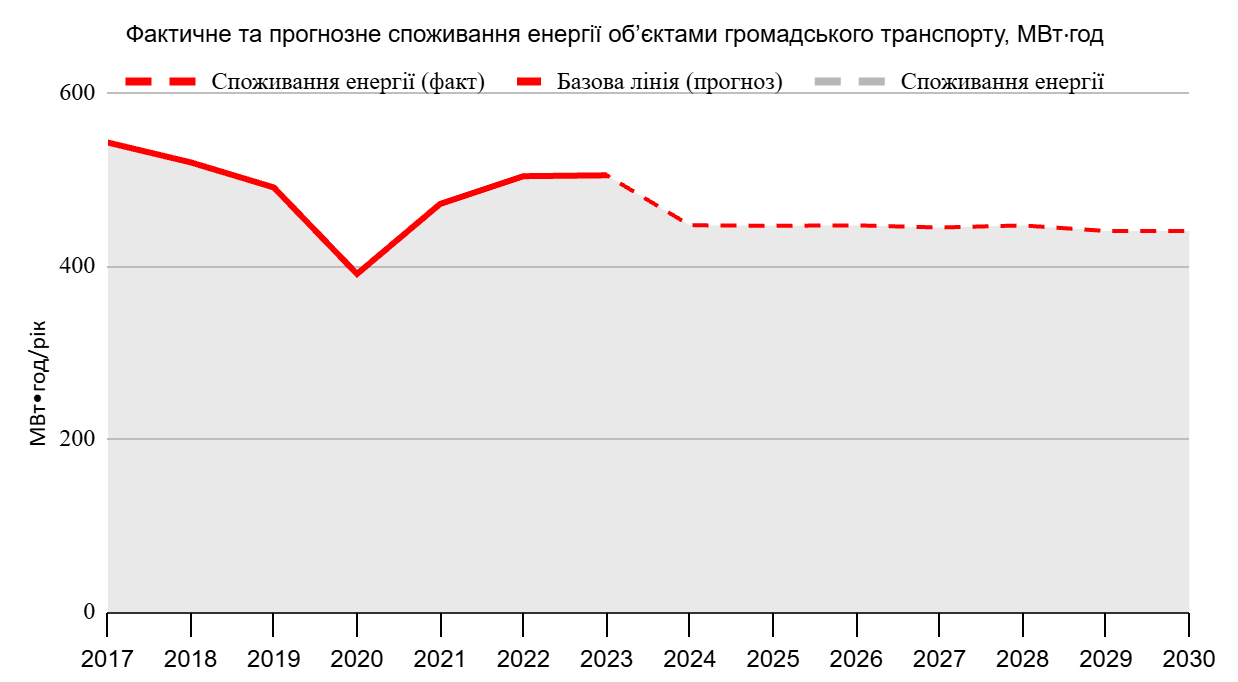 Фактичне та прогнозне споживання енергії об’єктами громадського транспорту, МВт·год
Споживання енергії (факт) Базова лінія (прогноз) Споживання енергії
600
400
200
0
МВт•год/рік
2017 2018 2019 2020 2021 2022 2023 2024 2025 2026 2027 2028 2029 2030